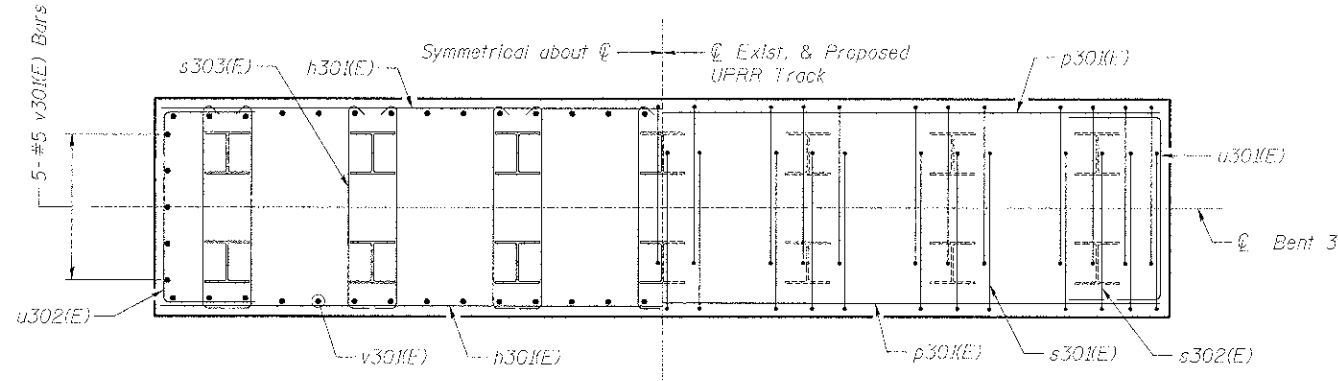 5- #5 v301(E) Bars
s303(E)
h301(E)
Symmetrical about ℄
℄ Exist. & Proposed
UPRR Track
p301(E)
u301(E)
℄ Bent 3
u302(E)
v301(E)
h301(E)
p301(E)
s301(E)
s302(E)